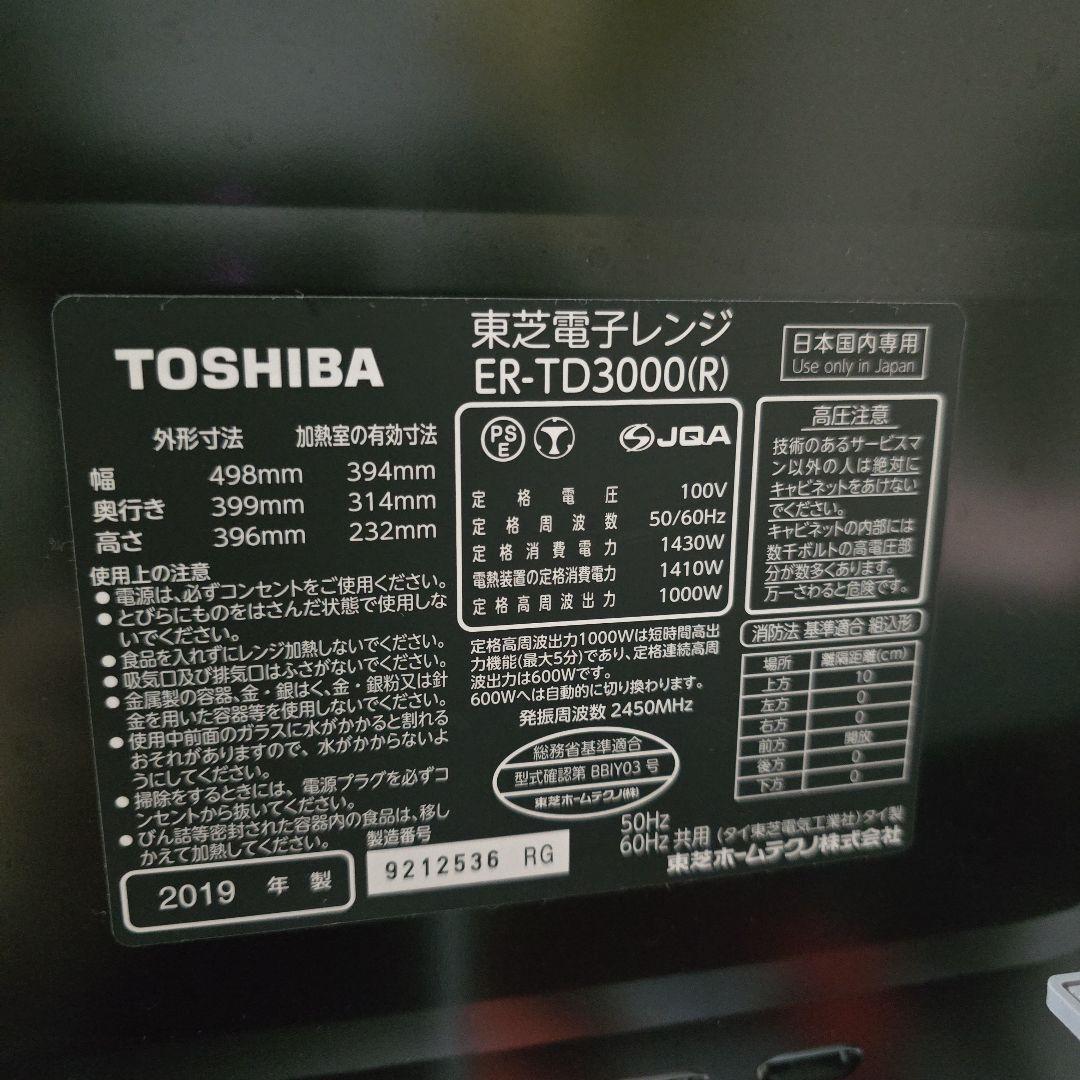 東芝電子レンジ
TOSHIBA
ER-TD3000(R)
日本国内専用
Use only in Japan
外形寸法 加熱室の有効寸法
幅 498mm 394mm
奥行き 399mm 314mm
高さ 396mm 232mm
使用上の注意
●電源は、必ずコンセントをご使用ください。
●とびらにものをはさんだ状態で使用しな
いでください。
●食品を入れずにレンジ加熱しないでください。
●吸気口及び排気口はふさがないでください。
●金属製の容器、金・銀はく、金・銀粉又は針
金を用いた容器等を使用しないでください。
●使用中前面のガラスに水がかかると割れる
おそれがありますので、水がかからないよ
うにしてください。
●掃除をするときには、電源プラグを必ずコ
ンセントから抜いてください。
●びん詰等密封された容器内の食品は、移し
かえて加熱してください。
2019 年 製
製造番号
9212536 RG
PS
E
JQA
定格電圧 100V
定格周波数 50/60Hz
定格消費電力 1430W
電熱装置の定格消費電力 1410W
定格高周波出力 1000W
定格高周波出力1000Wは短時間高出
力機能(最大5分)であり、定格連続高周
波出力は600Wです。
600Wへは自動的に切り換わります。
発振周波数 2450MHz
総務省基準適合
型式確認第 BBIY03 号
東芝ホームテクノ(株)
高圧注意
技術のあるサービスマ
ン以外の人は絶対に
キャビネットをあけない
でください。
キャビネットの内部には
数千ボルトの高電圧部
分が数多くあります。
万一さわると危険です。
消防法 基準適合 組込形
場所 離隔距離(cm)
上方 10
左方 0
右方 0
前方 開放
後方 0
下方 0
50Hz
60Hz 共用 (タイ東芝電気工業社)タイ製
東芝ホームテクノ株式会社